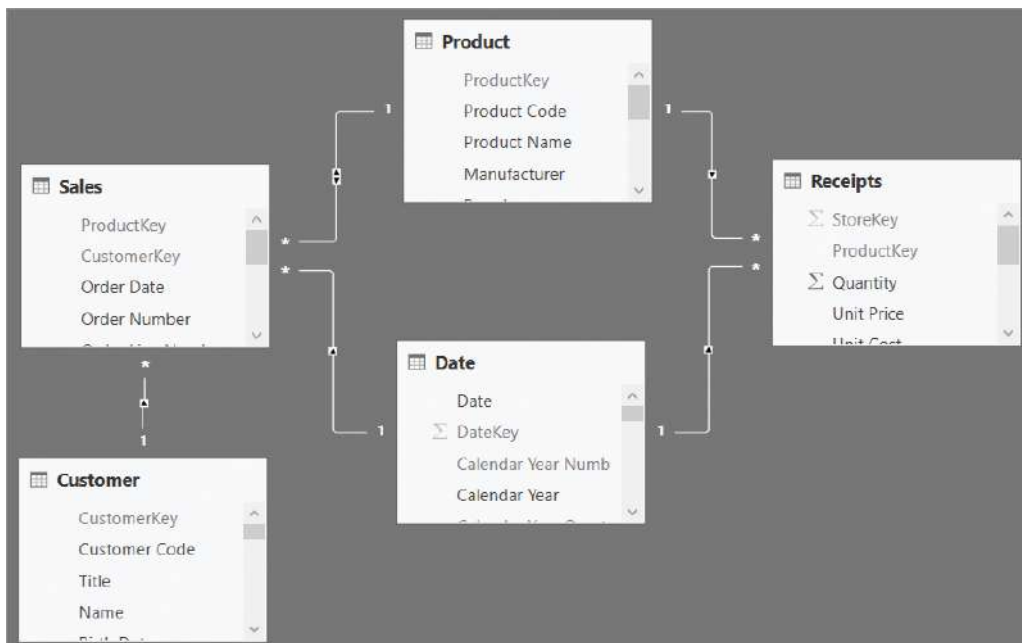 Product
ProductKey
Product Code
Product Name
Manufacturer
1
1
Sales
ProductKey
CustomerKey
Order Date
Order Number
*
*
*
1
Customer
CustomerKey
Customer Code
Title
Name
Date
Date
Σ DateKey
Calendar Year Numb
Calendar Year
1
1
Receipts
Σ StoreKey
ProductKey
Σ Quantity
Unit Price
Unit Cost
*
*